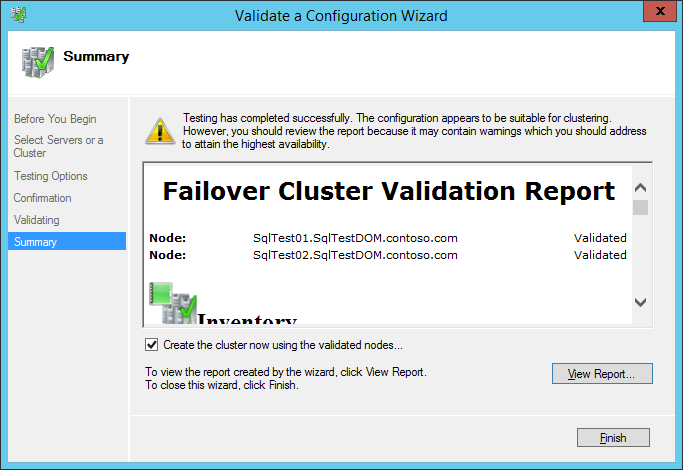 Validate a Configuration Wizard
x
Summary
Before You Begin
Select Servers or a
Cluster
Testing Options
Confirmation
Validating
Summary
Testing has completed successfully. The configuration appears to be suitable for clustering.
However, you should review the report because it may contain warnings which you should address
to attain the highest availability.
Failover Cluster Validation Report
Node: SqlTest01.SqlTestDOM.contoso.com Validated
Node: SqlTest02.SqlTestDOM.contoso.com Validated
Inventory
Create the cluster now using the validated nodes...
To view the report created by the wizard, click View Report.
To close this wizard, click Finish.
View Report...
Finish